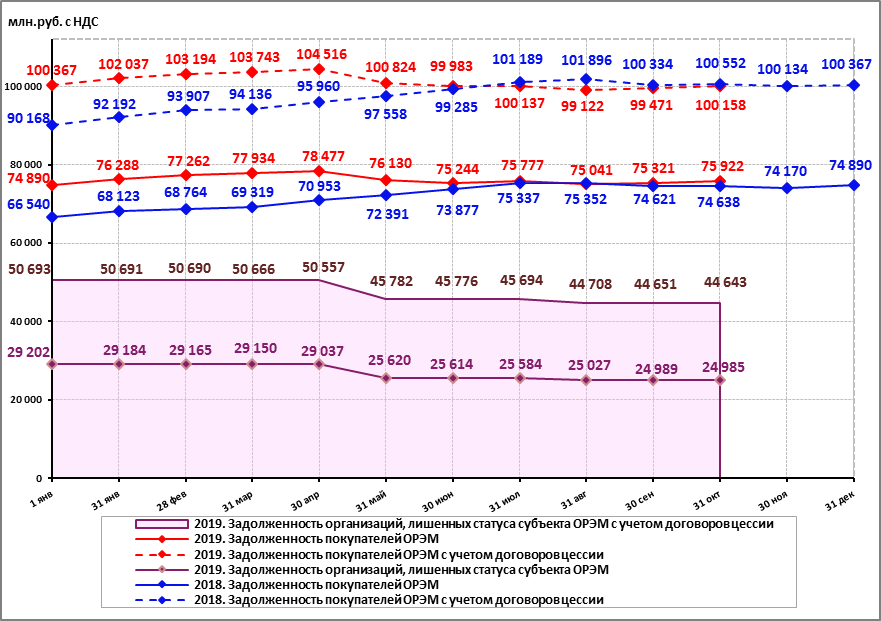 млн.руб. с НДС
100 367 102 037 103 194 103 743 104 516 100 824 99 983 101 189 101 896 100 334 100 552 100 134 100 367
100 000
90 168 92 192 93 907 94 136 95 960 97 558 99 285 100 137 99 122 99 471 100 158
80 000
74 890 76 288 77 262 77 934 78 477 76 130 75 244 75 777 75 041 75 321 75 922 74 170 74 890
66 540 68 123 68 764 69 319 70 953 72 391 73 877 75 337 75 352 74 621 74 638
60 000
50 693 50 691 50 690 50 666 50 557 45 782 45 776 45 694 44 708 44 651 44 643
40 000
29 202 29 184 29 165 29 150 29 037 25 620 25 614 25 584 25 027 24 989 24 985
20 000
0
1 янв 31 янв 28 фев 31 мар 30 апр 31 май 30 июн 31 июл 31 авг 30 сен 31 окт 30 ноя 31 дек
2019. Задолженность организаций, лишенных статуса субъекта ОРЭМ с учетом договоров цессии
2019. Задолженность покупателей ОРЭМ
2019. Задолженность покупателей ОРЭМ с учетом договоров цессии
2019. Задолженность организаций, лишенных статуса субъекта ОРЭМ
2018. Задолженность покупателей ОРЭМ
2018. Задолженность покупателей ОРЭМ с учетом договоров цессии